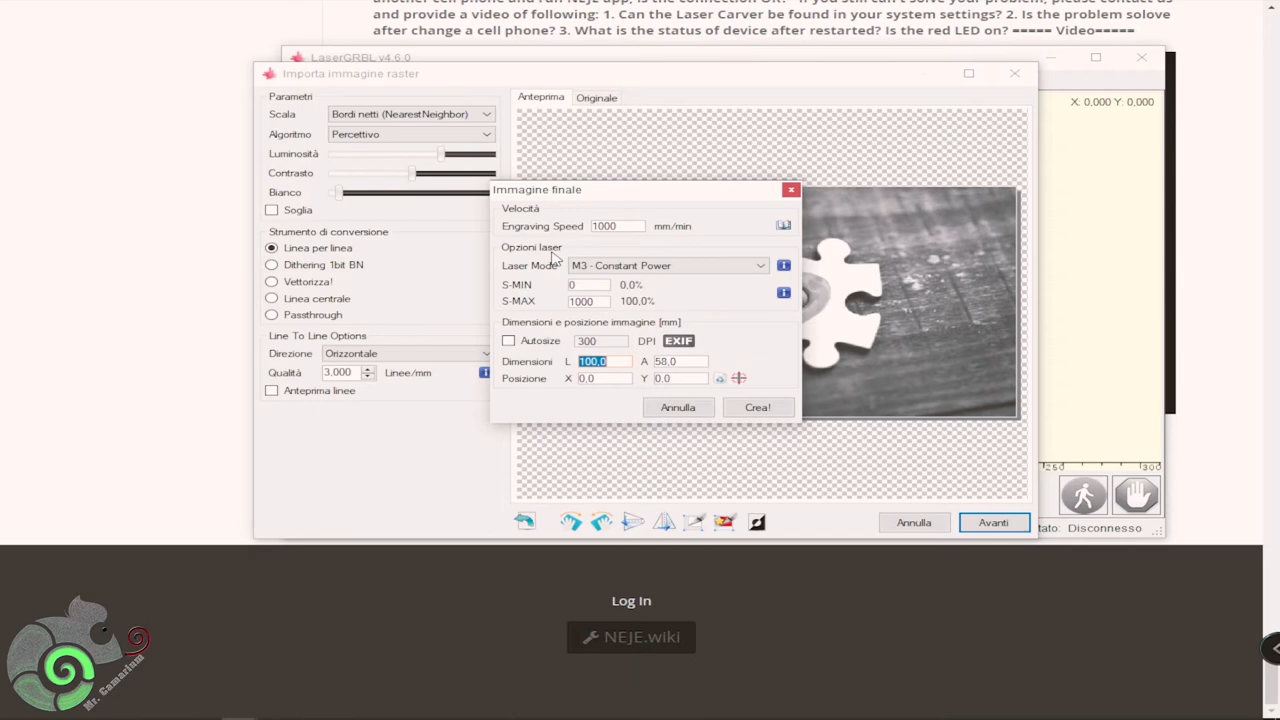 another cell phone and run NEJE app, is the connection OK? * If you still can't solve your problem, please contact us
and provide a video of following: 1. Can the Laser Carver be found in your system settings? 2. Is the problem solove
after change a cell phone? 3. What is the status of device after restarted? Is the red LED on? ===== Video=====
LaserGRBL v4.6.0
Importa immagine raster
Parametri
Scala Bordi netti (NearestNeighbor)
Algoritmo Percettivo
Luminosità
Contrasto
Bianco
Soglia
Strumento di conversione
Linea per linea
Dithering 1bit BN
Vettorizza!
Linea centrale
Passthrough
Line To Line Options
Direzione Orizzontale
Qualità 3.000 Linee/mm
Anteprima linee
Anteprima Originale
X: 0,000 Y: 0,000
Immagine finale
Velocità
Engraving Speed 1000 mm/min
Opzioni laser
Laser Mode M3 - Constant Power
S-MIN 0 0.0%
S-MAX 1000 100,0%
Dimensioni e posizione immagine [mm]
Autosize 300 DPI EXIF
Dimensioni L 100,0 A 58,0
Posizione X 0,0 Y 0,0
Annulla Crea!
250 300
Annulla Avanti
tato: Disconnesso
Log In
NEJE.wiki
Mr. Camarium